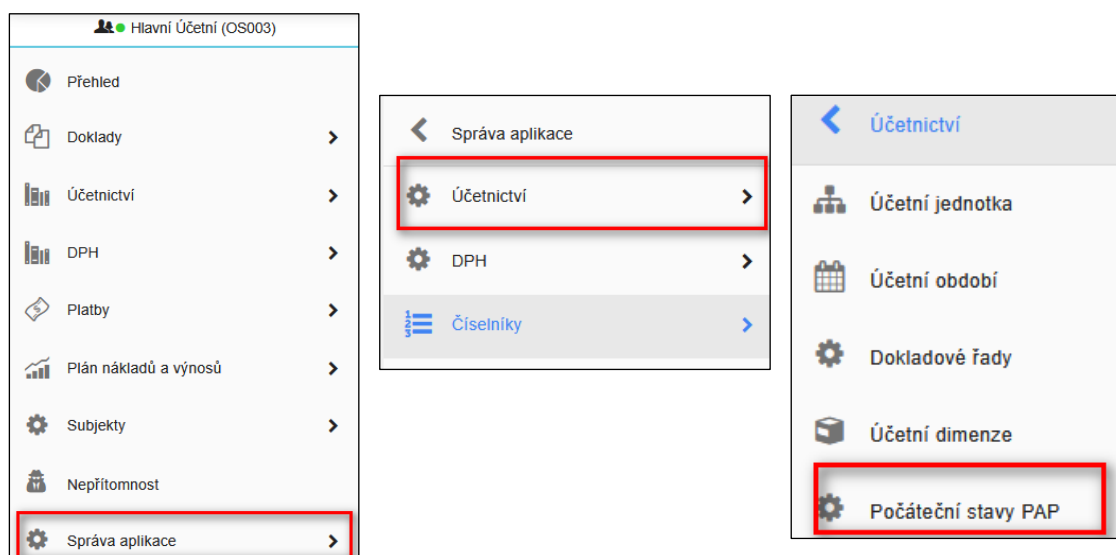 Hlavní Účetní (OS003)
Přehled
Doklady
Účetnictví
DPH
Platby
Plán nákladů a výnosů
Subjekty
Nepřítomnost
Správa aplikace
Správa aplikace
Účetnictví
DPH
Číselníky
Účetnictví
Účetní jednotka
Účetní období
Dokladové řady
Účetní dimenze
Počáteční stavy PAP